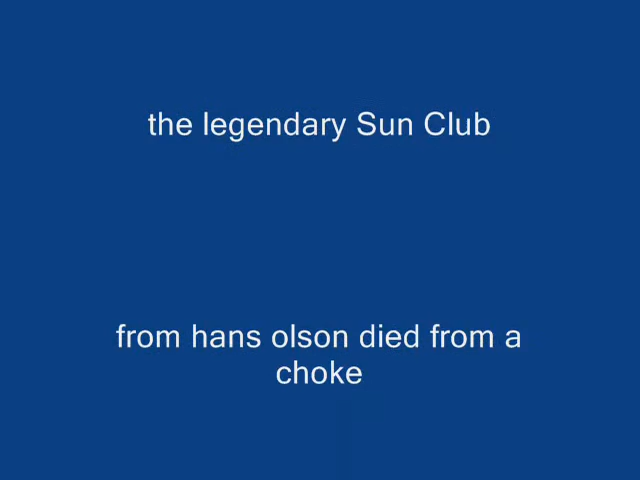 the legendary Sun Club
from hans olson died from a
choke